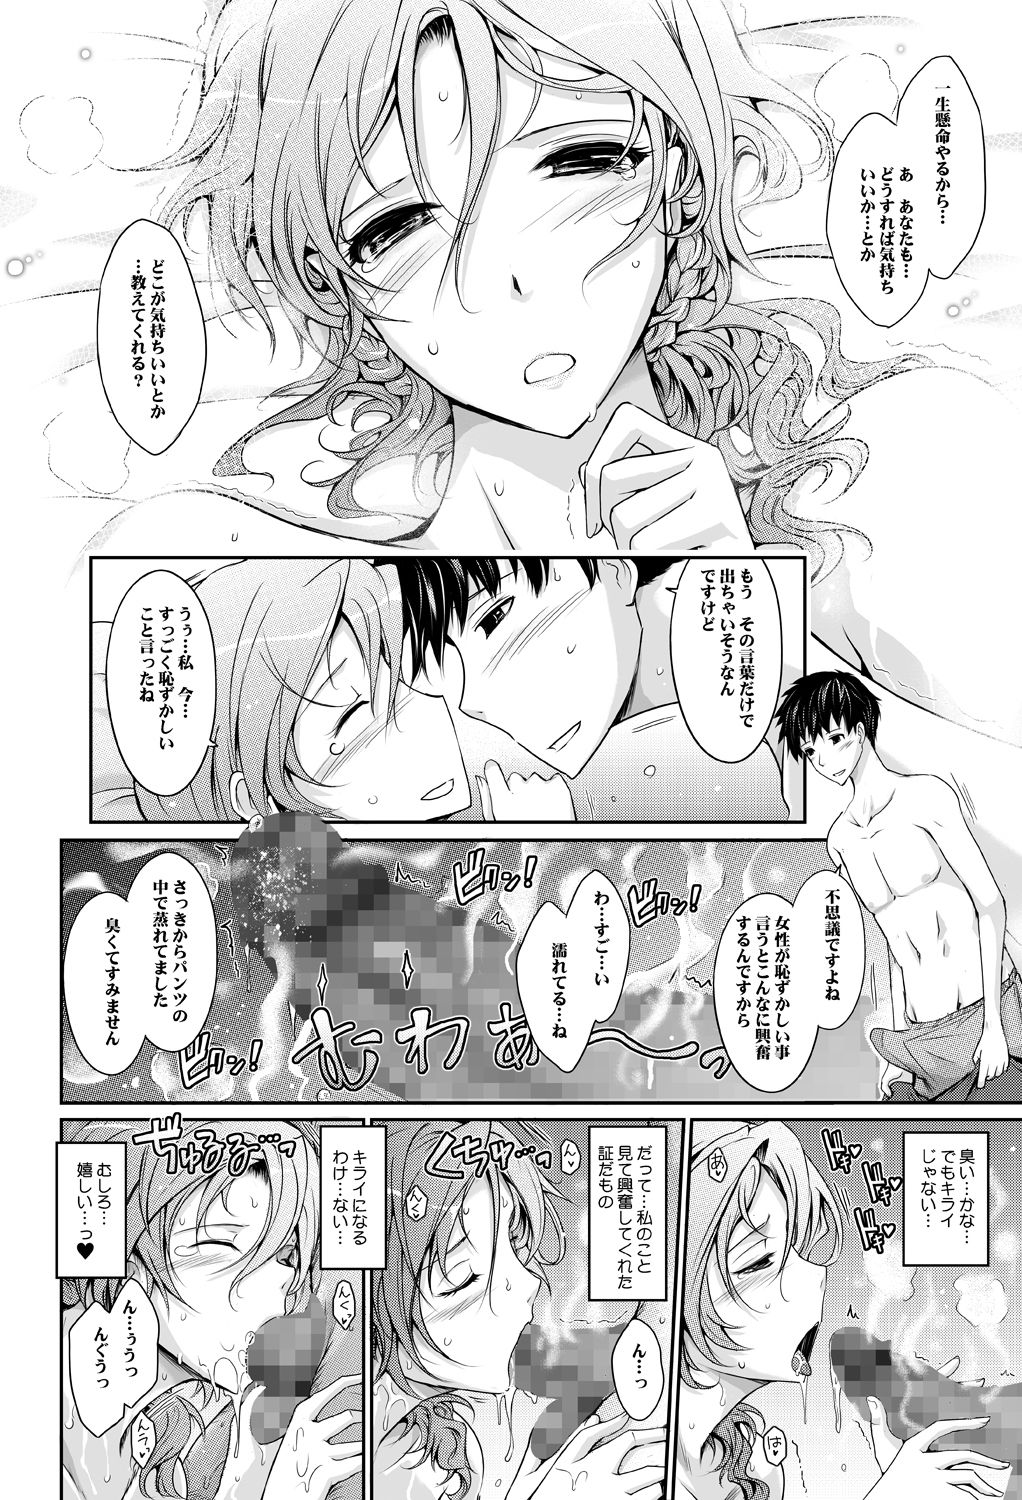 一生懸命やるから…
あ　あなたも…
どうすれば気持ち
いいか…とか
どこが気持ちいいとか
…教えてくれる？
もう　その言葉だけで
出ちゃいそうなん
ですけど
うぅ…私　今…
すっごく恥ずかしい
こと言ったね
不思議ですよね
女性が恥ずかしい事
言うとこんなに興奮
するんですから
わ…すご…い
濡れてる…ね
ビクン！
ビクン！
ビクン！
むわぁ〜〜っ
さっきからパンツの
中で蒸れてました
臭くてすみません
臭い…かな…
でもキライ
じゃない…
ドキ♥
ドキ♥
あ♥
は♥
だって…私のこと
見て興奮してくれた
証だもの
くちゅ…
ん♥
んく♥
ん…っ
キライになる
わけ…ない…
ぢゅるる…
むしろ…
嬉しい…っ♥
んく♥
ん…ぅうっ
んぐうっ